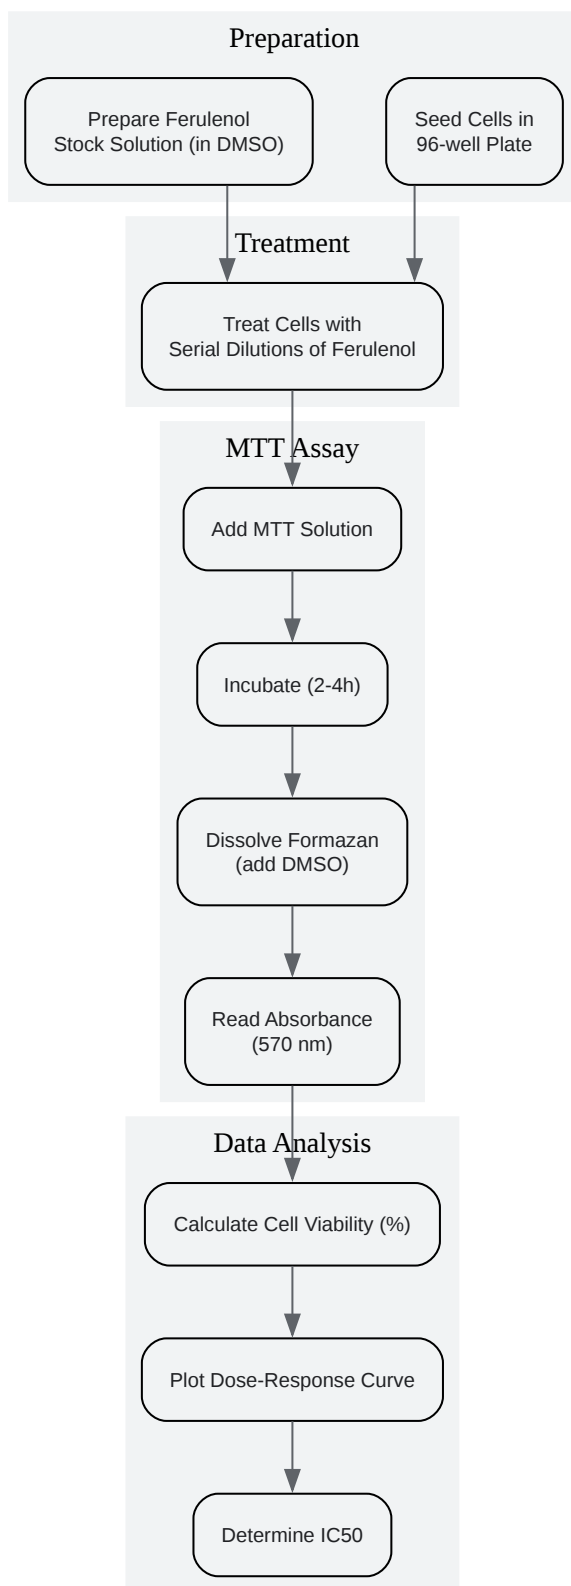 Preparation
Prepare Ferulenol
Stock Solution (in DMSO)
Seed Cells in
96-well Plate
Treatment
Treat Cells with
Serial Dilutions of Ferulenol
MTT Assay
Add MTT Solution
Incubate (2-4h)
Dissolve Formazan
(add DMSO)
Read Absorbance
(570 nm)
Data Analysis
Calculate Cell Viability (%)
Plot Dose-Response Curve
Determine IC50